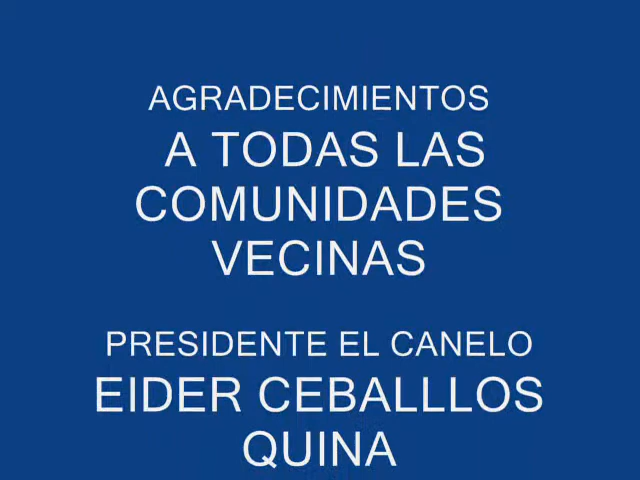 AGRADECIMIENTOS
A TODAS LAS
COMUNIDADES
VECINAS
PRESIDENTE EL CANELO
EIDER CEBALLLOS
QUINA